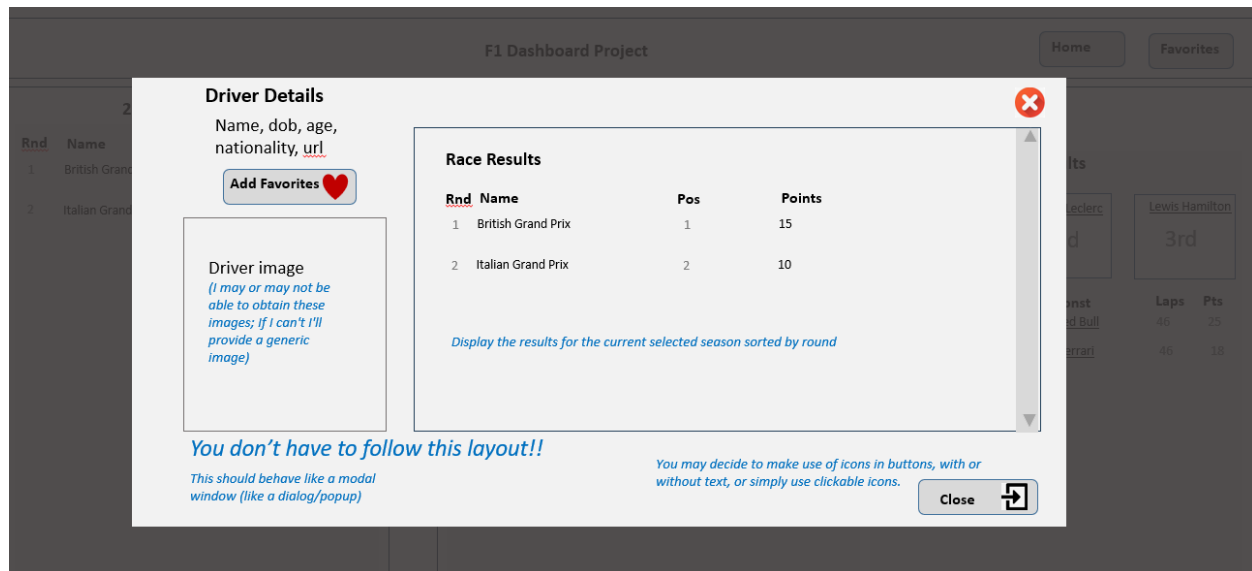 F1 Dashboard Project
Home
Favorites
Driver Details
Name, dob, age,
nationality, url
Add Favorites
Driver image
(I may or may not be
able to obtain these
images; If I can't I'll
provide a generic
image)
Race Results
Rnd Name Pos Points
1 British Grand Prix 1 15
2 Italian Grand Prix 2 10
Display the results for the current selected season sorted by round
You don't have to follow this layout!!
This should behave like a modal
window (like a dialog/popup)
You may decide to make use of icons in buttons, with or
without text, or simply use clickable icons.
Close
2
Rnd Name
1 British Grand
2 Italian Grand
lts
Leclerc
Lewis Hamilton
d
3rd
onst Laps Pts
ed Bull 46 25
errari 46 18